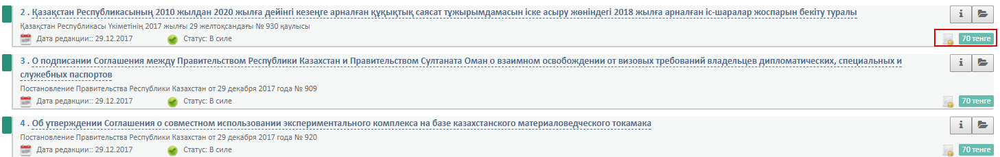 2 . Қазақстан Республикасының 2010 жылдан 2020 жылға дейінгі кезеңге арналған құқықтық саясат тұжырымдамасын іске асыру жөніндегі 2018 жылға арналған іс-шаралар жоспарын бекіту туралы
Қазақстан Республикасы Үкіметінің 2017 жылғы 29 желтоқсандағы № 930 қаулысы
Дата редакции:: 29.12.2017 Статус: В силе 70 тенге
3 . О подписании Соглашения между Правительством Республики Казахстан и Правительством Султаната Оман о взаимном освобождении от визовых требований владельцев дипломатических, специальных и
служебных паспортов
Постановление Правительства Республики Казахстан от 29 декабря 2017 года № 909
Дата редакции:: 29.12.2017 Статус: В силе 70 тенге
4 . Об утверждении Соглашения о совместном использовании экспериментального комплекса на базе казахстанского материаловедческого токамака
Постановление Правительства Республики Казахстан от 29 декабря 2017 года № 920
Дата редакции:: 29.12.2017 Статус: В силе 70 тенге